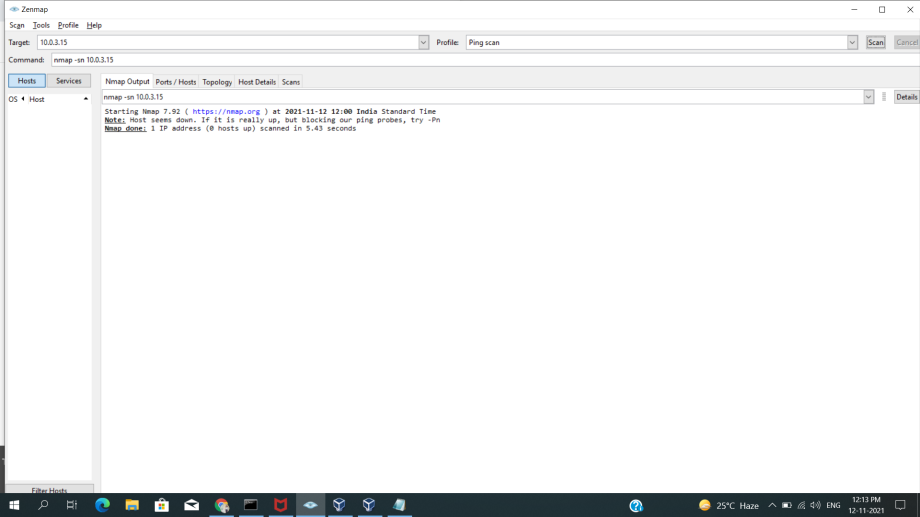 Zenmap
Scan Tools Profile Help
Target: 10.0.3.15 Profile: Ping scan Scan Cancel
Command: nmap -sn 10.0.3.15
Hosts Services Nmap Output Ports / Hosts Topology Host Details Scans
OS Host nmap -sn 10.0.3.15 Details
Starting Nmap 7.92 ( https://nmap.org ) at 2021-11-12 12:00 India Standard Time
Note: Host seems down. If it is really up, but blocking our ping probes, try -Pn
Nmap done: 1 IP address (0 hosts up) scanned in 5.43 seconds
Filter Hosts
25°C Haze ENG 12:13 PM
12-11-2021